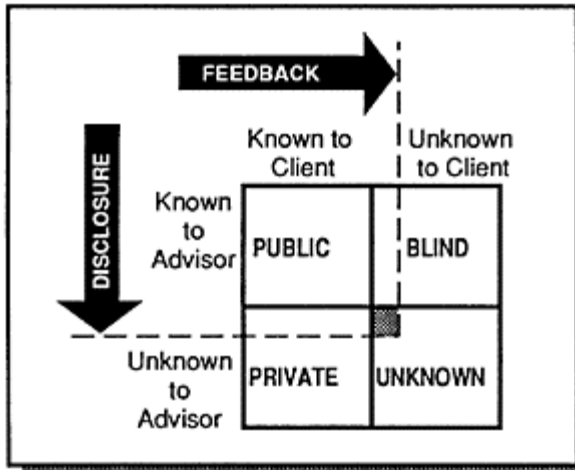 FEEDBACK
DISCLOSURE
Known to
Client
Unknown
to Client
Known
to
Advisor
PUBLIC
BLIND
Unknown
to
Advisor
PRIVATE
UNKNOWN